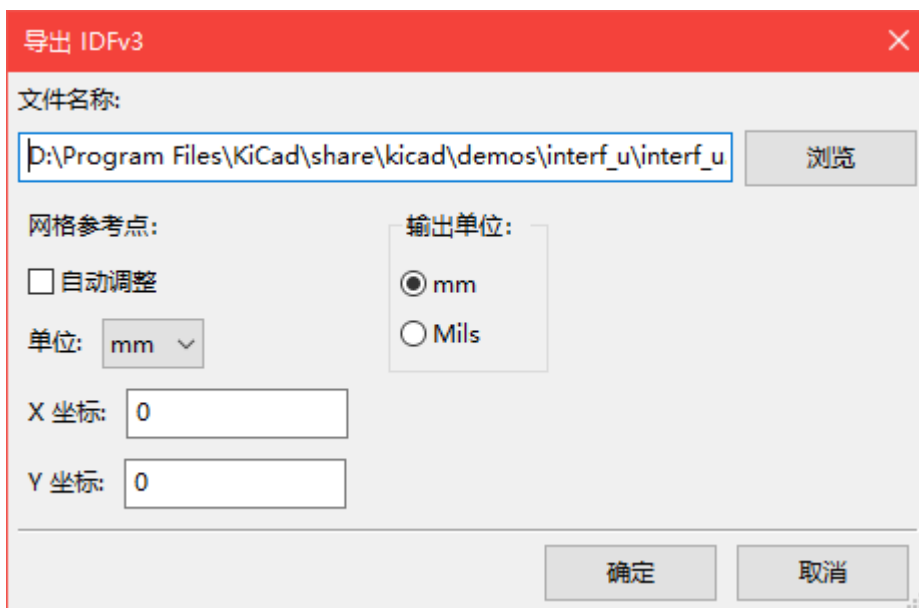 导出 IDFv3
文件名称:
D:\Program Files\KiCad\share\kicad\demos\interf_u\interf_u.
浏览
网格参考点:
输出单位:
自动调整
mm
单位: mm
Mils
X 坐标: 0
Y 坐标: 0
确定
取消